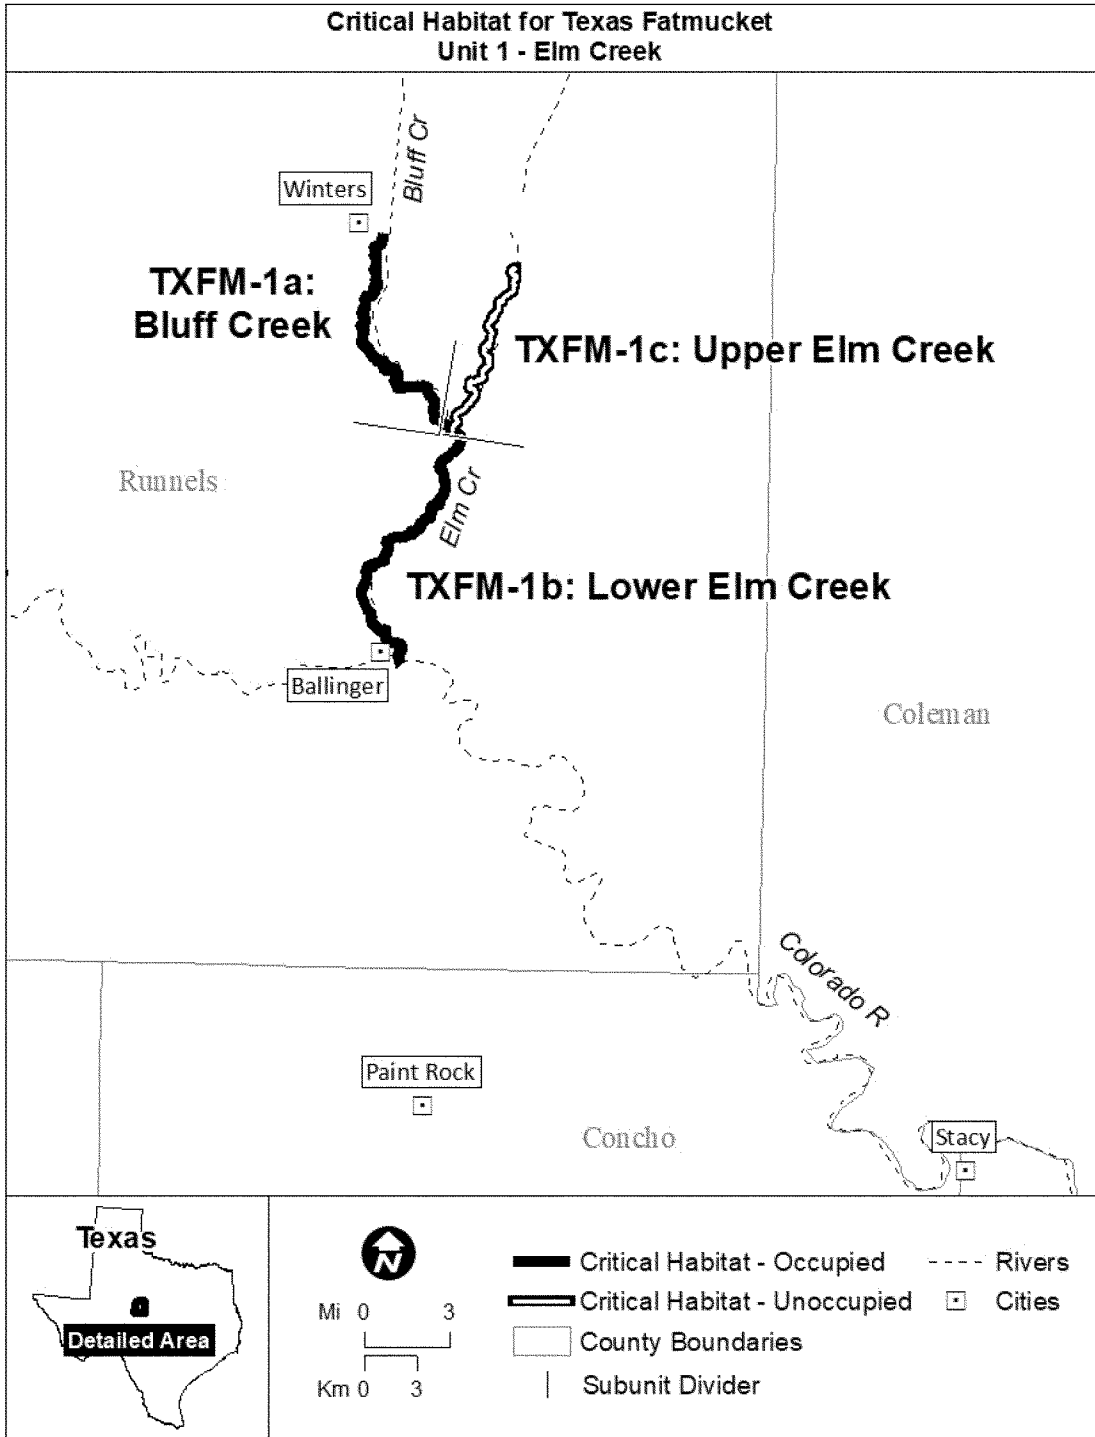 Critical Habitat for Texas Fatmucket
Unit 1 - Elm Creek
Bluff Cr
Winters
TXFM-1a:
Bluff Creek
TXFM-1c: Upper Elm Creek
Runnels
Elm Cr
TXFM-1b: Lower Elm Creek
Ballinger
Coleman
Colorado R
Paint Rock
Concho
Stacy
Texas
Detailed Area
N
Mi 0 3
Km 0 3
Critical Habitat - Occupied
Critical Habitat - Unoccupied
County Boundaries
Subunit Divider
Rivers
Cities